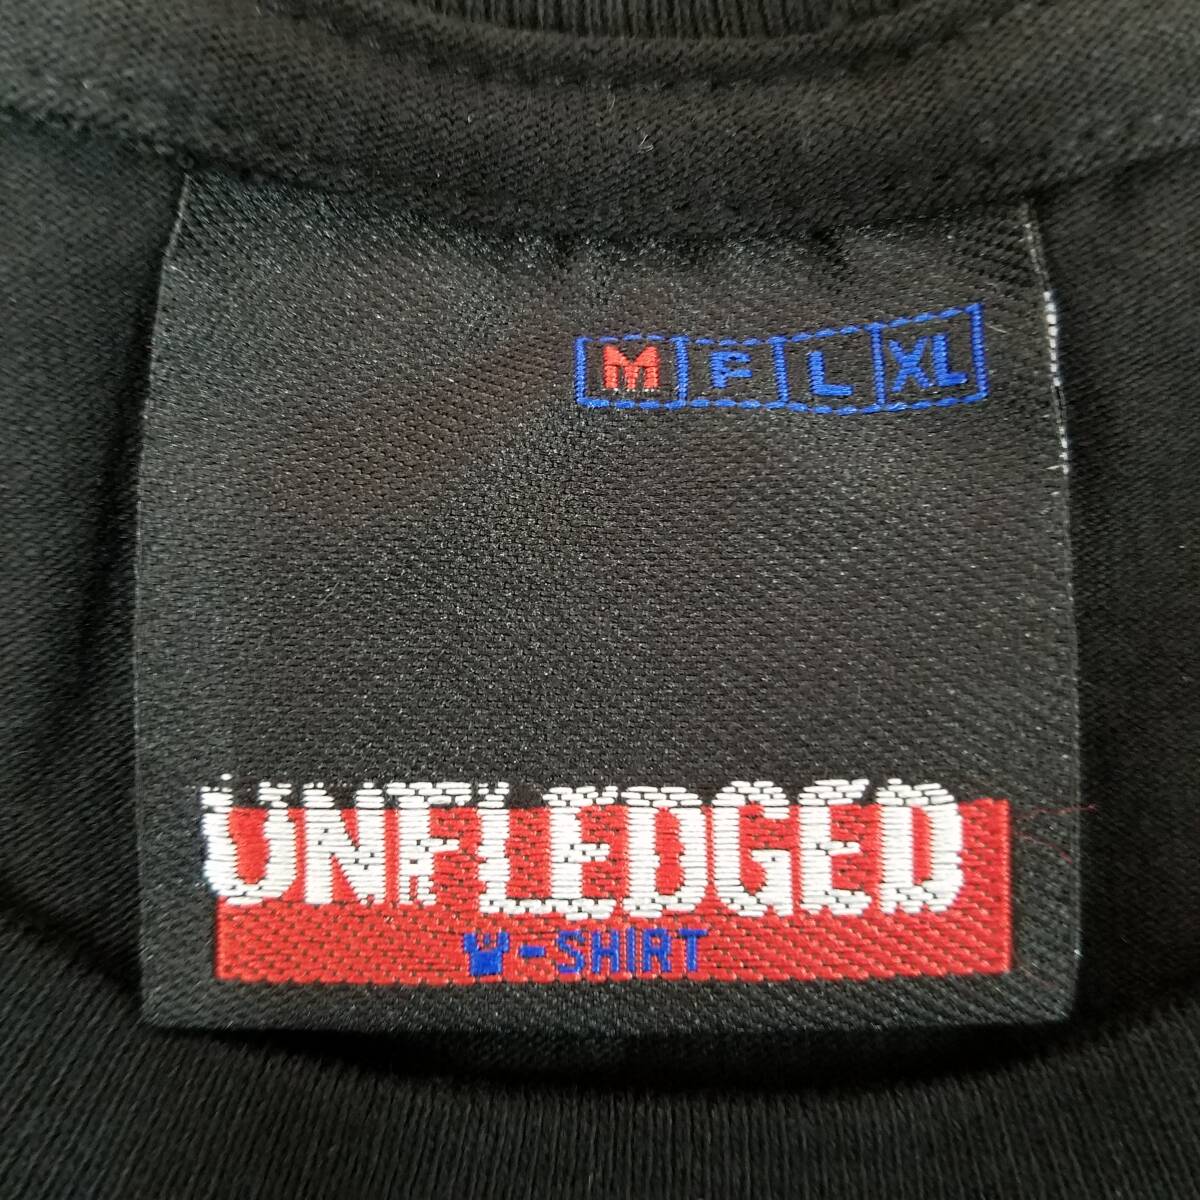 M F L XL
UNFLEDGED
W-SHIRT